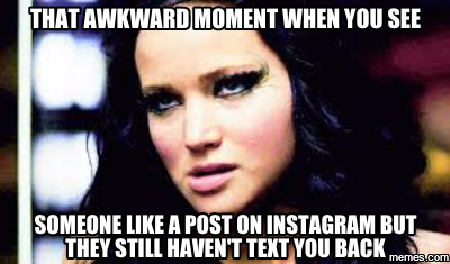 THAT AWKWARD MOMENT WHEN YOU SEE
SOMEONE LIKE A POST ON INSTAGRAM BUT
THEY STILL HAVEN'T TEXT YOU BACK
memes.com